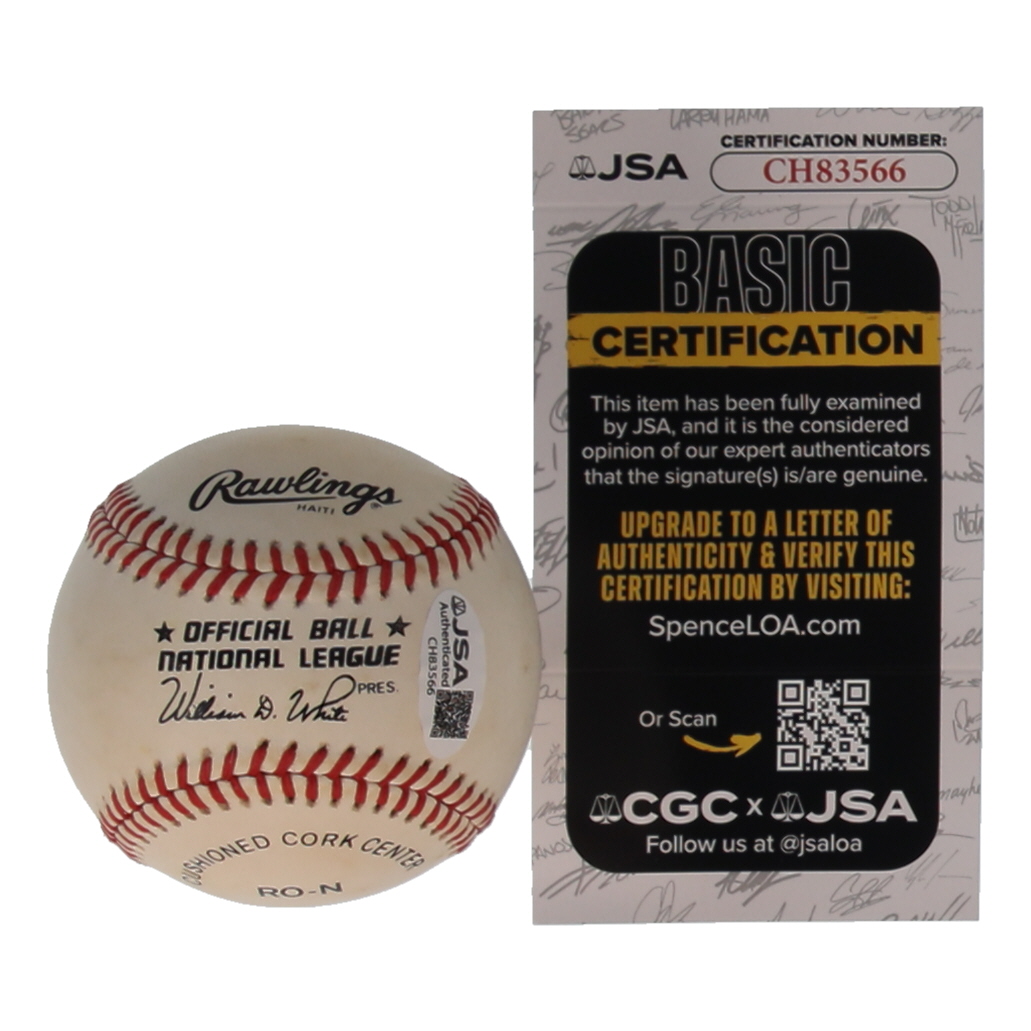 Rawlings
HAITI
★ OFFICIAL BALL ★
NATIONAL LEAGUE
William D. White PRES.
CUSHIONED CORK CENTER
RO-N
JSA
Authenticated
CH83566
JSA
CERTIFICATION NUMBER:
CH83566
BASIC
CERTIFICATION
This item has been fully examined
by JSA, and it is the considered
opinion of our expert authenticators
that the signature(s) is/are genuine.
UPGRADE TO A LETTER OF
AUTHENTICITY & VERIFY THIS
CERTIFICATION BY VISITING:
SpenceLOA.com
Or Scan
CGC x JSA
Follow us at @jsaloa